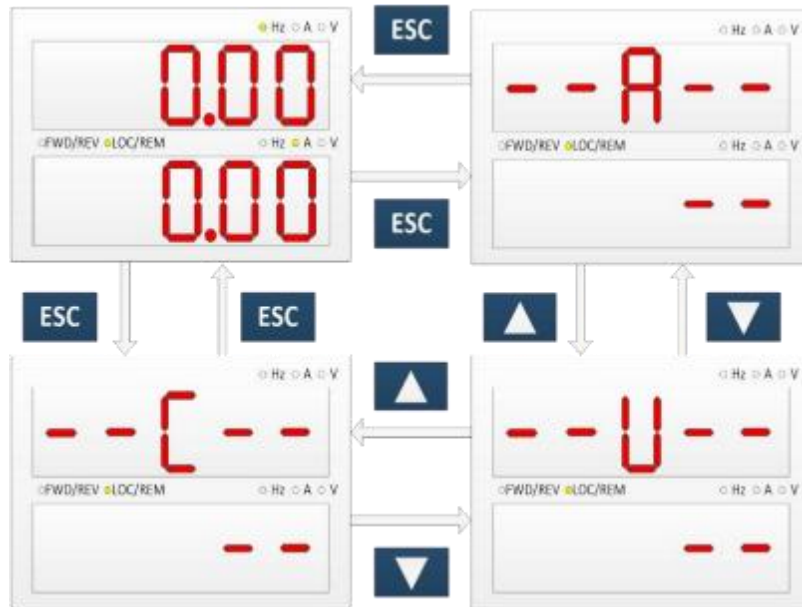 Hz A V
ESC
Hz A V
0.00
--A--
FWD/REV LOC/REM Hz A V
FWD/REV LOC/REM Hz A V
0.00
ESC
--
ESC
ESC
Hz A V
Hz A V
--C--
--U--
FWD/REV LOC/REM Hz A V
FWD/REV LOC/REM Hz A V
--
--